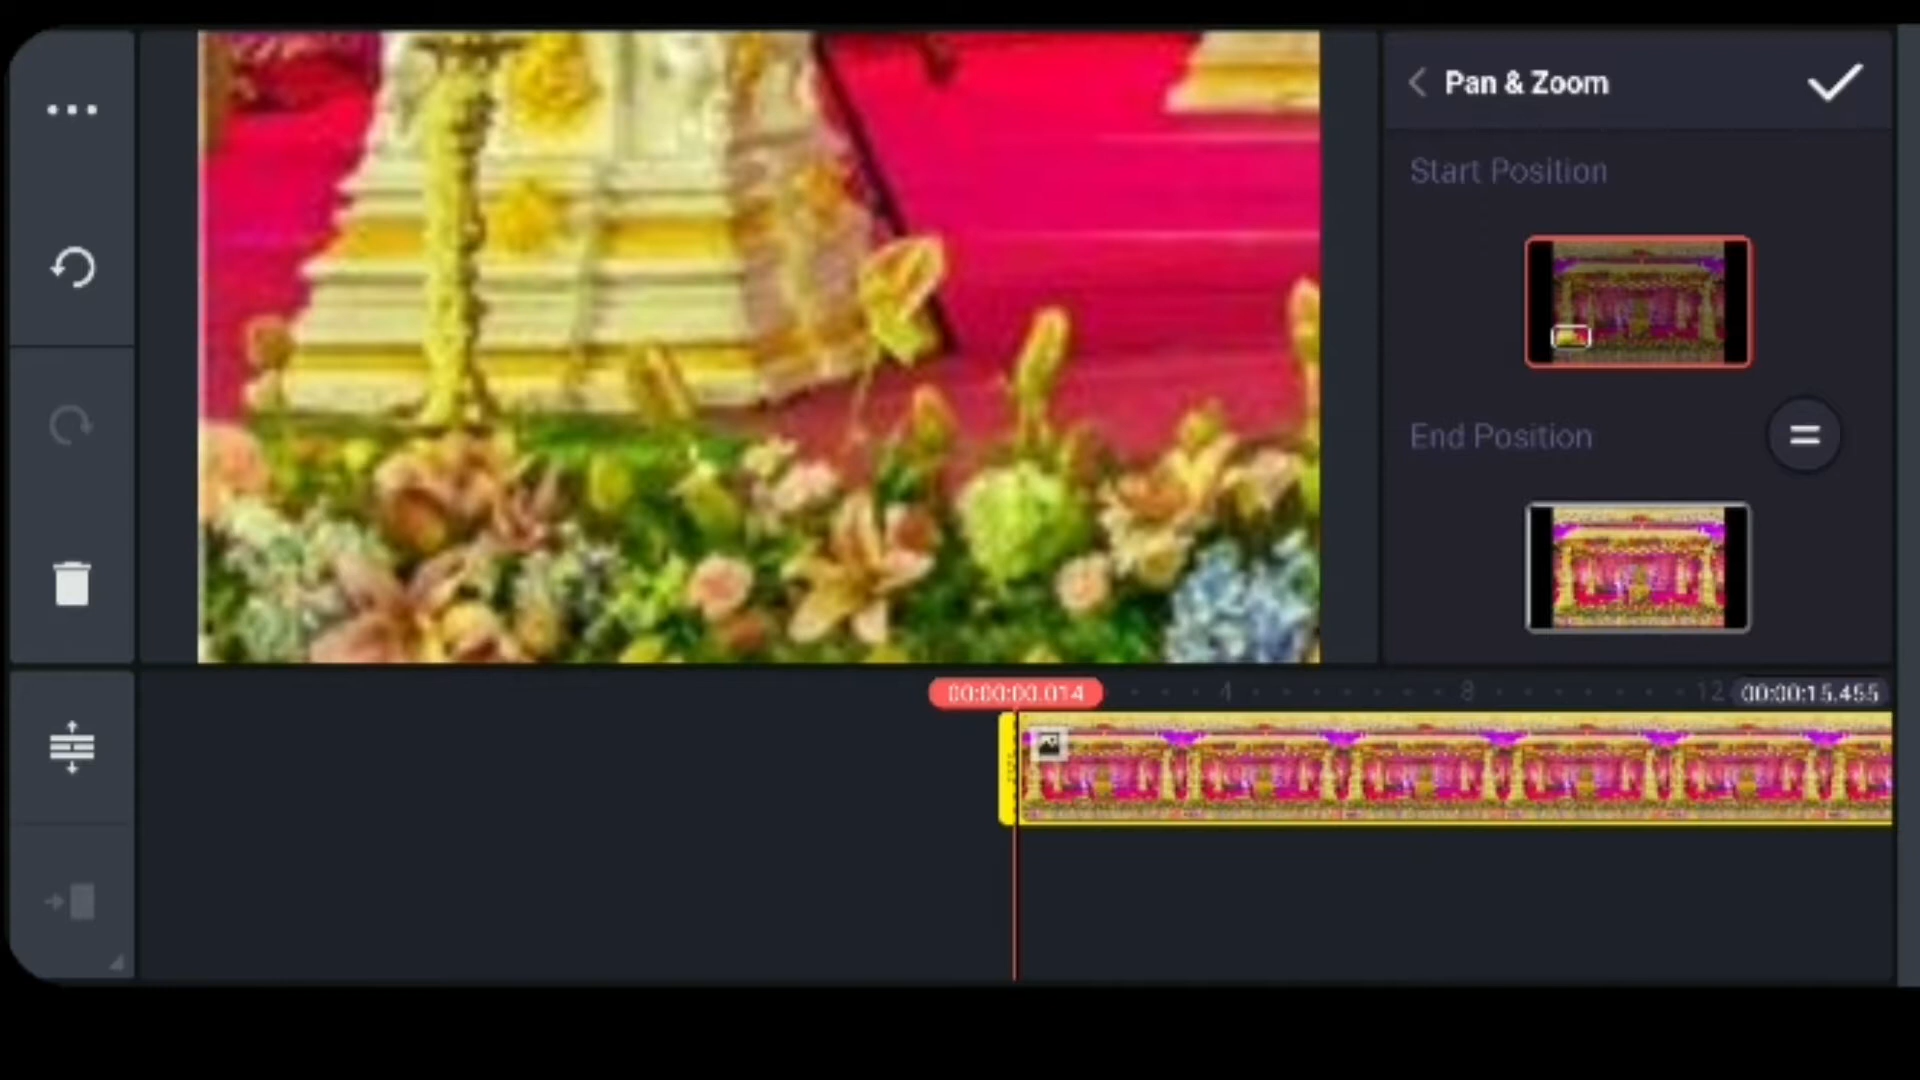 Pan & Zoom
Start Position
End Position
00:00:00.014
4
8
12
00:00:15.455